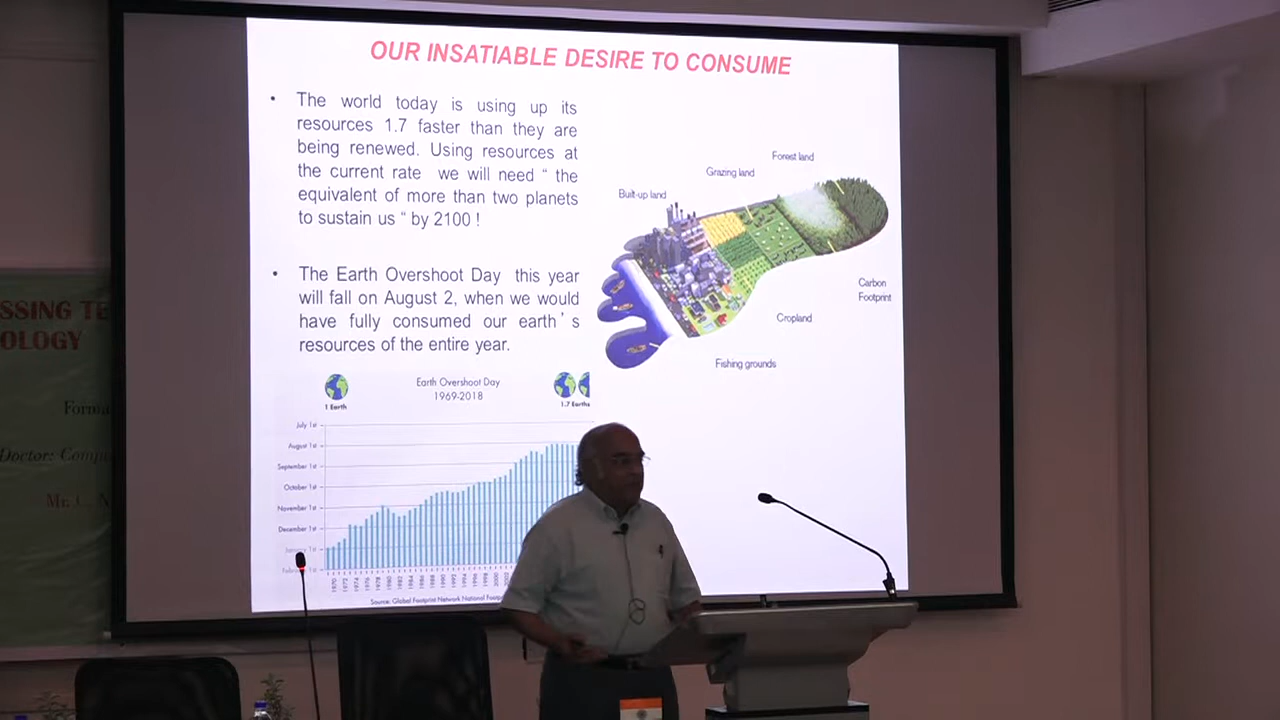 OUR INSATIABLE DESIRE TO CONSUME
• The world today is using up its
resources 1.7 faster than they are
being renewed. Using resources at
the current rate we will need “ the
equivalent of more than two planets
to sustain us “ by 2100 !
• The Earth Overshoot Day this year
will fall on August 2, when we would
have fully consumed our earth's
resources of the entire year.
Forest land
Grazing land
Built-up land
Carbon
Footprint
Cropland
Fishing grounds
Earth Overshoot Day
1969-2018
1 Earth
1.7 Earths
July 1st
August 1st
September 1st
October 1st
November 1st
December 1st
Source: Global Footprint Network National
SSING TE
OLOGY
Doctor:
Mr.